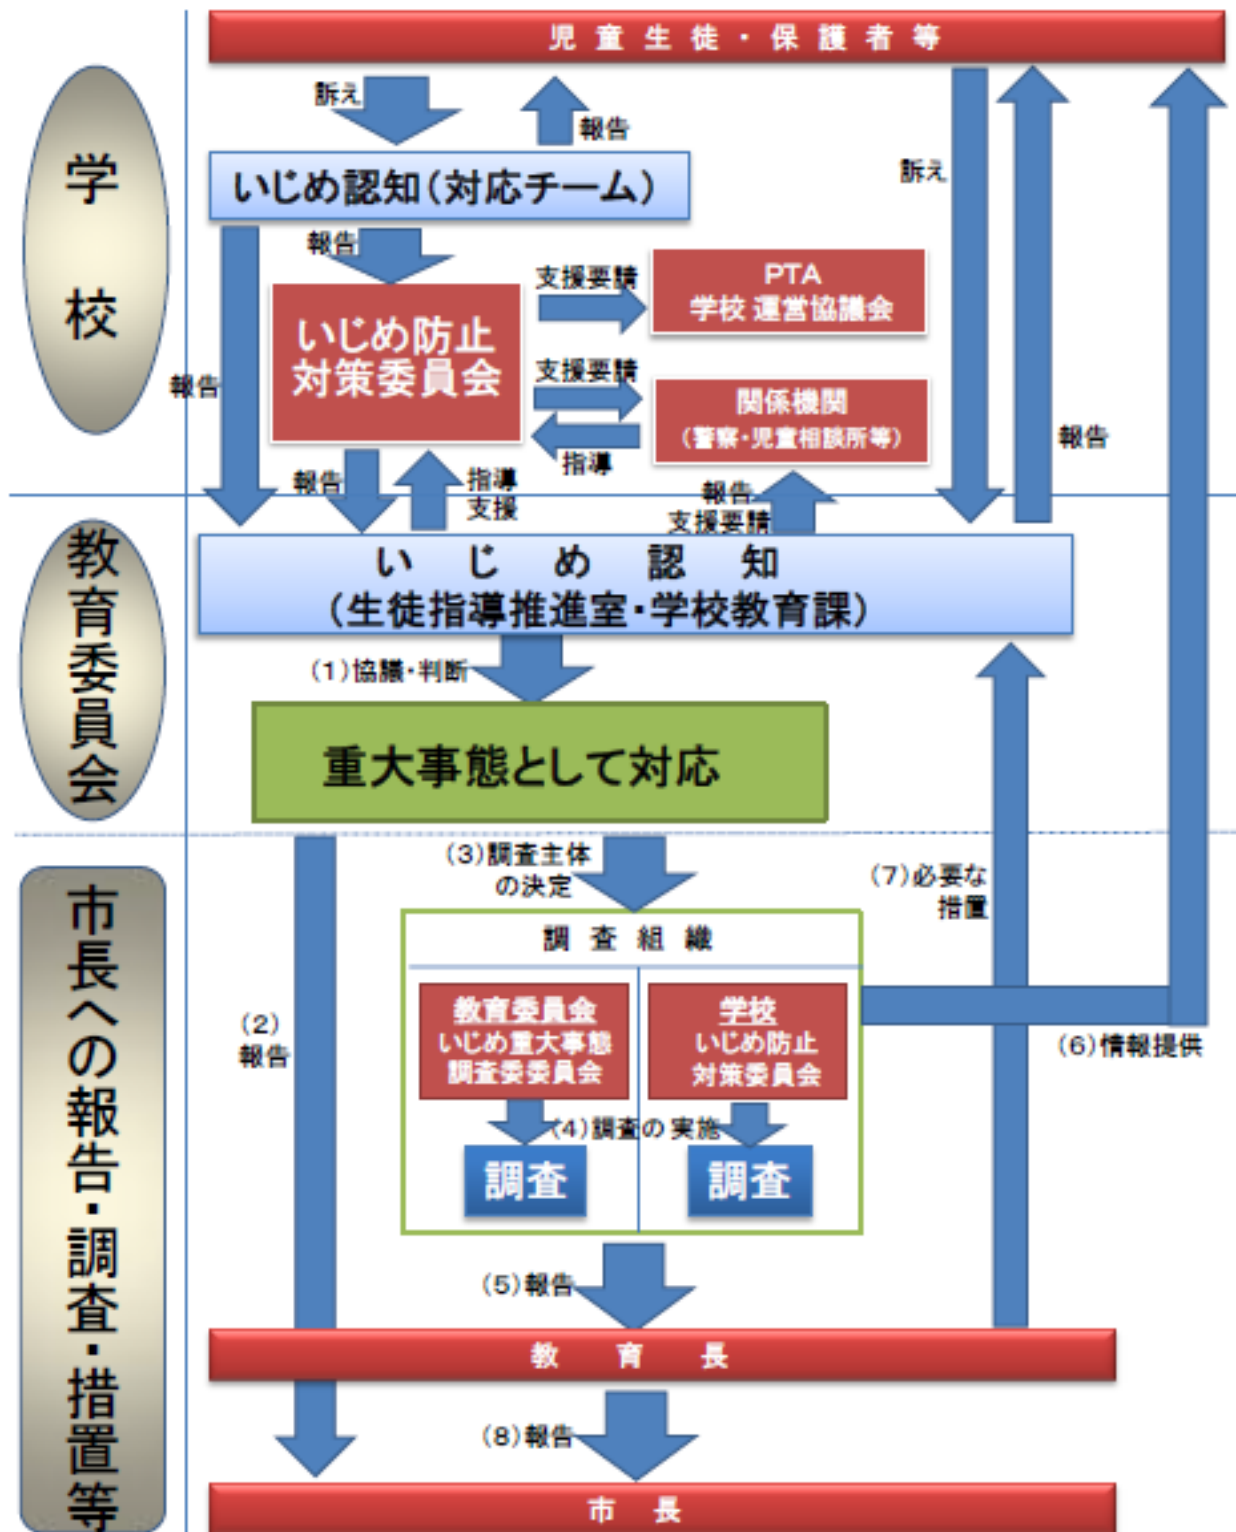 児童生徒・保護者等
学校
訴え
報告
いじめ認知(対応チーム)
訴え
報告
報告
支援要請
PTA
学校 運営協議会
いじめ防止
対策委員会
報告
支援要請
関係機関
(警察・児童相談所等)
指導
報告
報告
指導
支援
報告
支援要請
教育委員会
いじめ認知
(生徒指導推進室・学校教育課)
(1)協議・判断
重大事態として対応
市長への報告・調査・措置等
(3)調査主体
の決定
(7)必要な
措置
調査組織
教育委員会
いじめ重大事態
調査委委員会
学校
いじめ防止
対策委員会
(2)
報告
(6)情報提供
(4)調査の 実施
調査
調査
(5)報告
教育長
(8)報告
市長